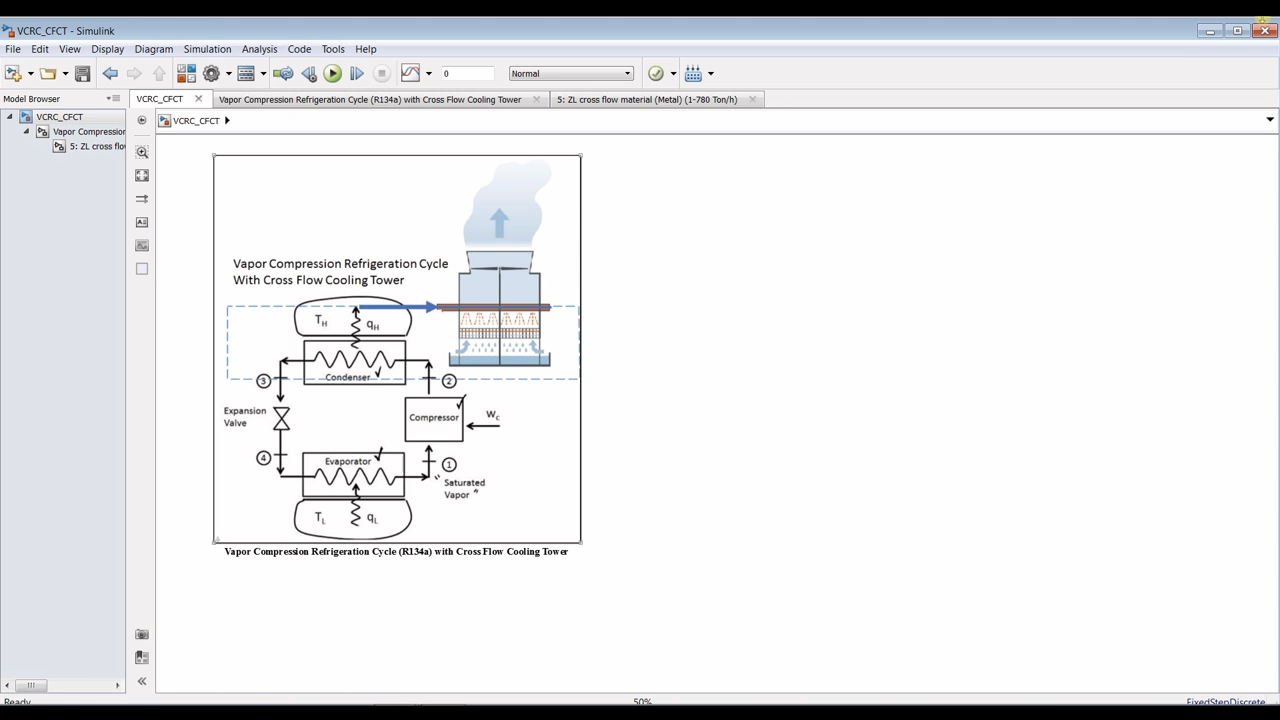 VCRC_CFCT - Simulink
File Edit View Display Diagram Simulation Analysis Code Tools Help
0 Normal
Model Browser
VCRC_CFCT
Vapor Compression Refrigeration Cycle (R134a) with Cross Flow Cooling Tower
5: ZL cross flow material (Metal) (1-780 Ton/h)
VCRC_CFCT
Vapor Compression
5: ZL cross flo
VCRC_CFCT
Vapor Compression Refrigeration Cycle
With Cross Flow Cooling Tower
TH qH
Condenser
3 2
Expansion
Valve
Compressor
Wc
4 1
Evaporator
"Saturated
Vapor"
TL qL
Vapor Compression Refrigeration Cycle (R134a) with Cross Flow Cooling Tower
Ready 50% FixedStepDiscrete